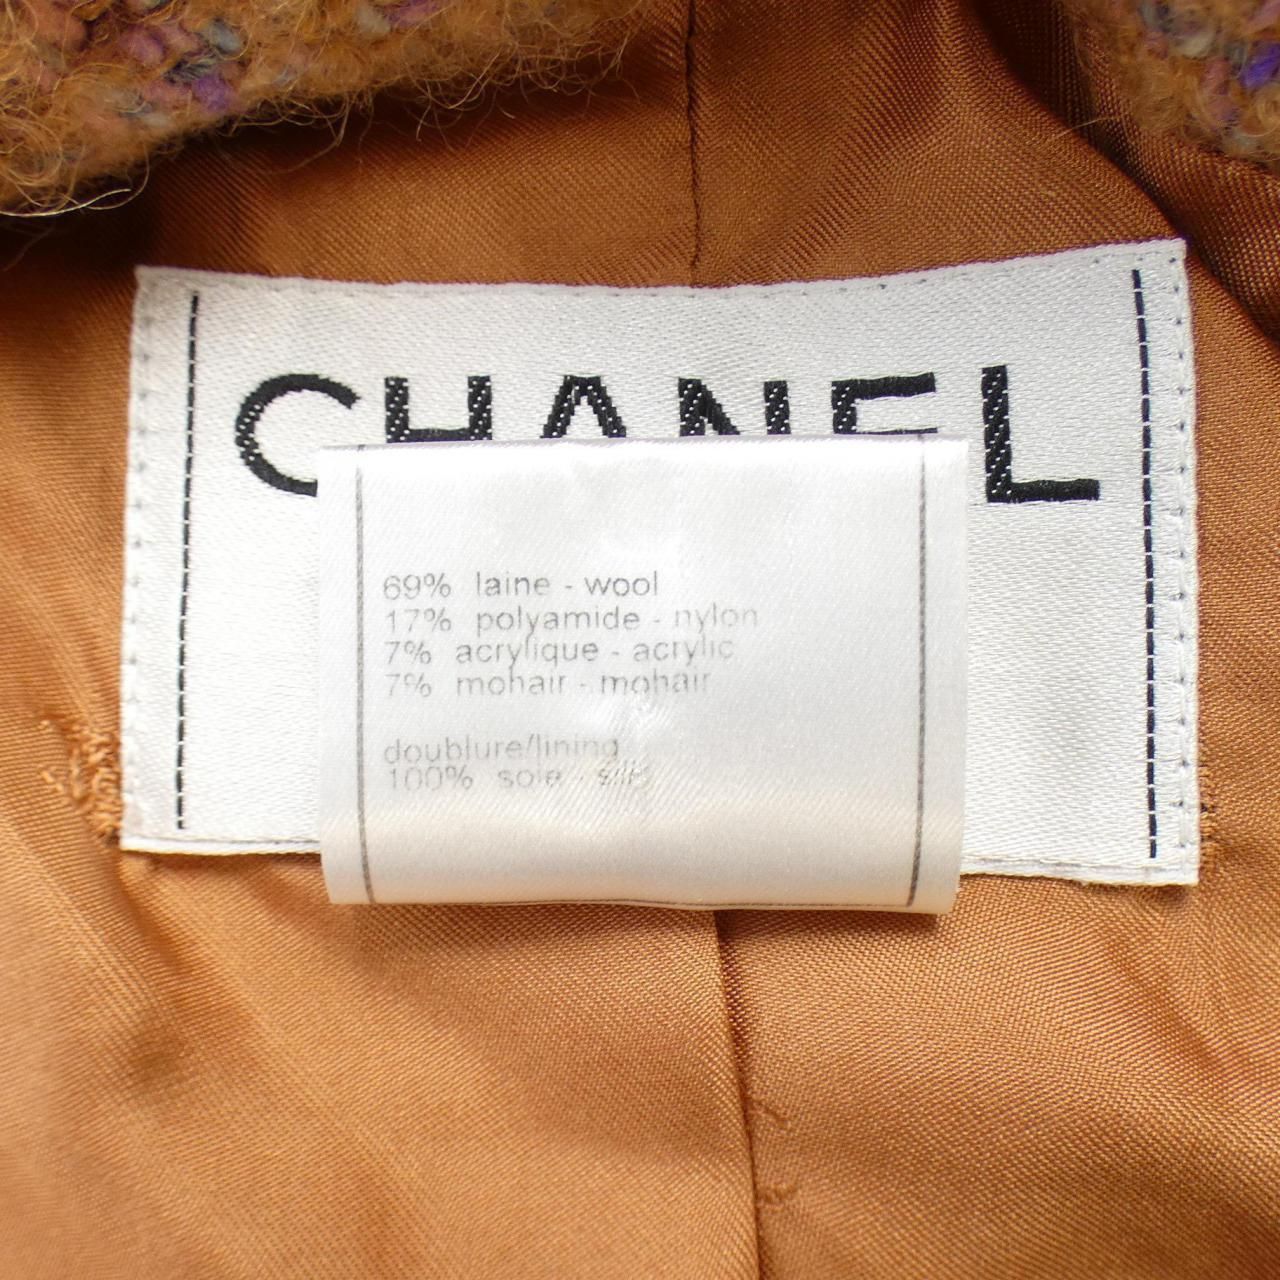 CHANEL
69% laine - wool
17% polyamide - nylon
7% acrylique - acrylic
7% mohair - mohair
doublure/lining
100% soie - silk